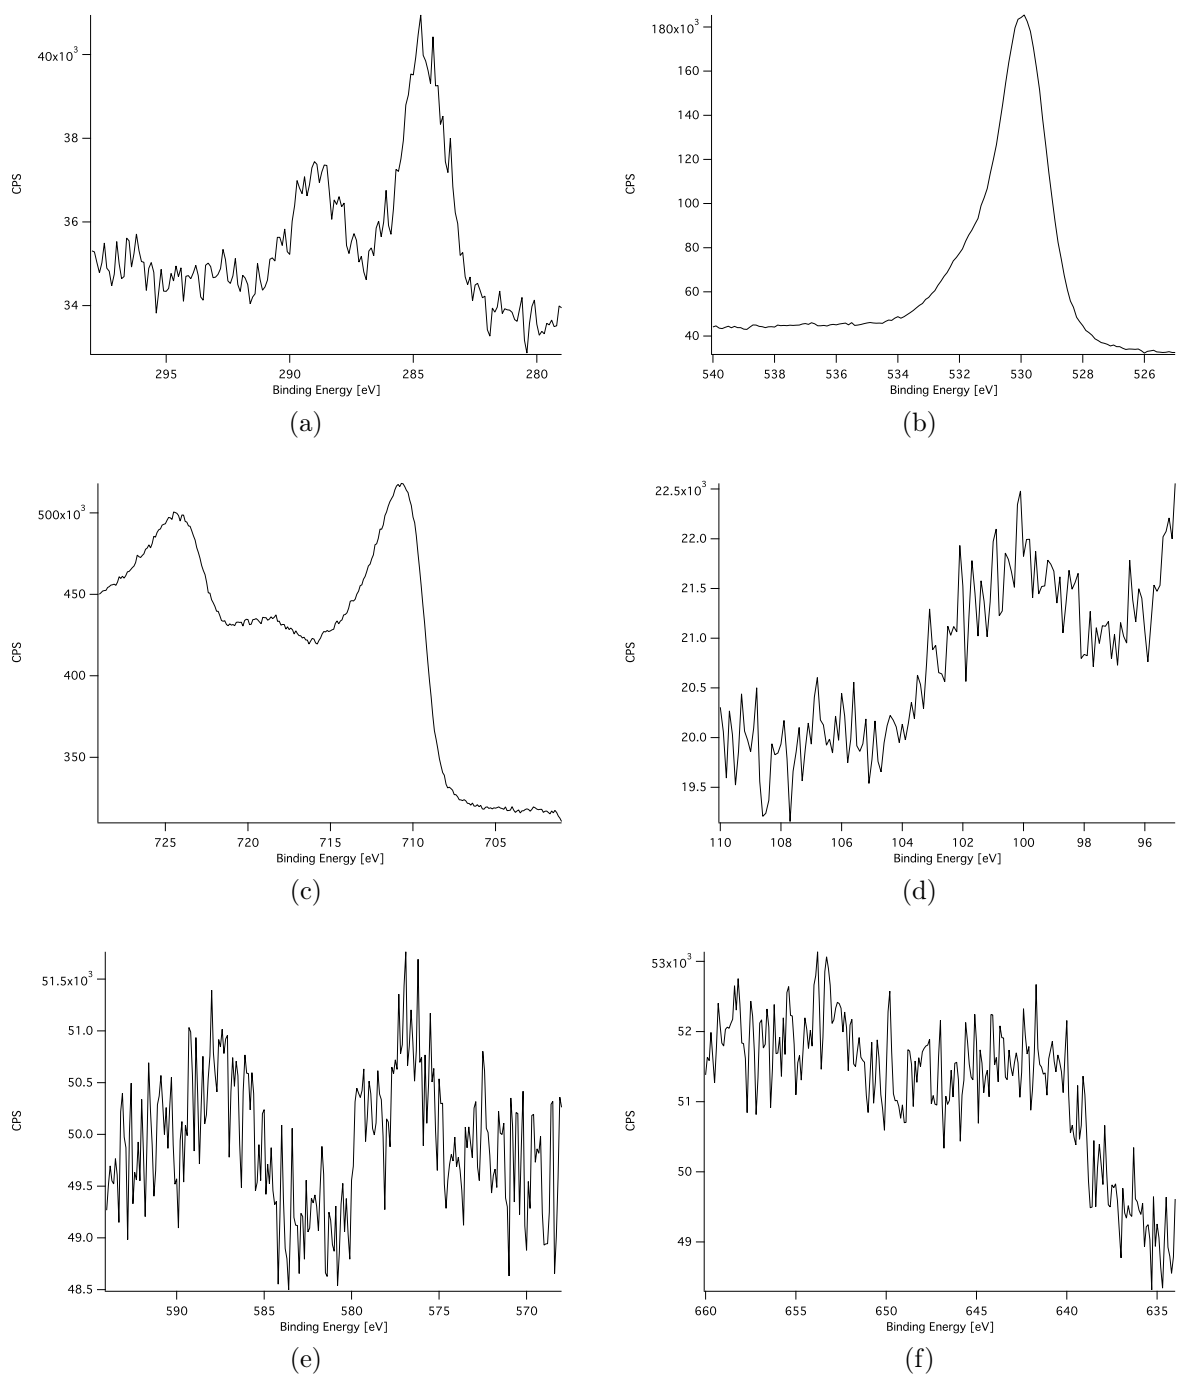 40x10³
38
36
34
CPS
295 290 285 280
Binding Energy [eV]
(a)
180x10³
160
140
120
100
80
60
40
CPS
540 538 536 534 532 530 528 526
Binding Energy [eV]
(b)
500x10³
450
400
350
CPS
725 720 715 710 705
Binding Energy [eV]
(c)
22.5x10³
22.0
21.5
21.0
20.5
20.0
19.5
CPS
110 108 106 104 102 100 98 96
Binding Energy [eV]
(d)
51.5x10³
51.0
50.5
50.0
49.5
49.0
48.5
CPS
590 585 580 575 570
Binding Energy [eV]
(e)
53x10³
52
51
50
49
CPS
660 655 650 645 640 635
Binding Energy [eV]
(f)